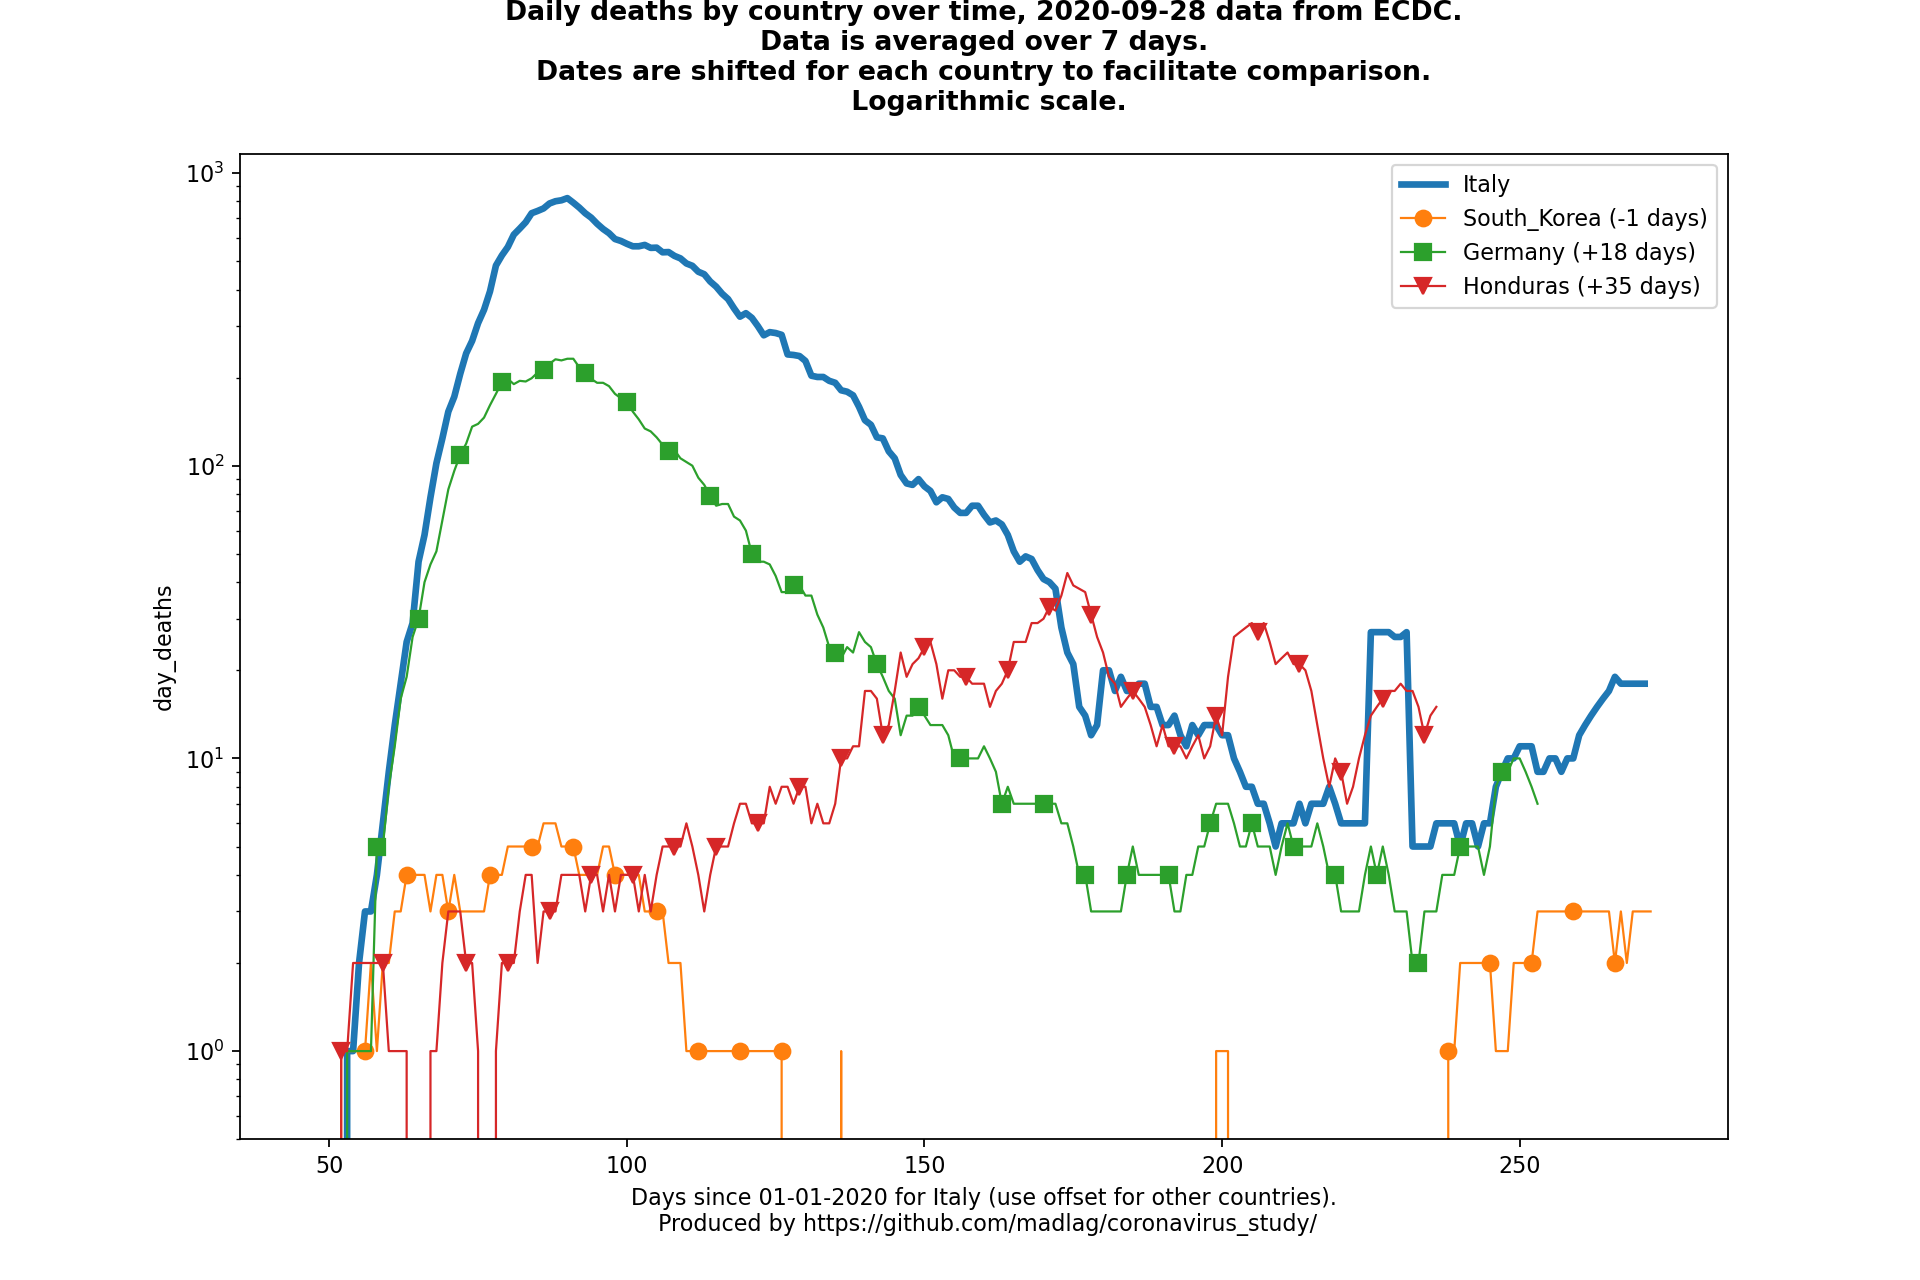 Daily deaths by country over time, 2020-09-28 data from ECDC.
Data is averaged over 7 days.
Dates are shifted for each country to facilitate comparison.
Logarithmic scale.
10³
10²
10¹
10⁰
day_deaths
Italy
South_Korea (-1 days)
Germany (+18 days)
Honduras (+35 days)
50 100 150 200 250
Days since 01-01-2020 for Italy (use offset for other countries).
Produced by https://github.com/madlag/coronavirus_study/